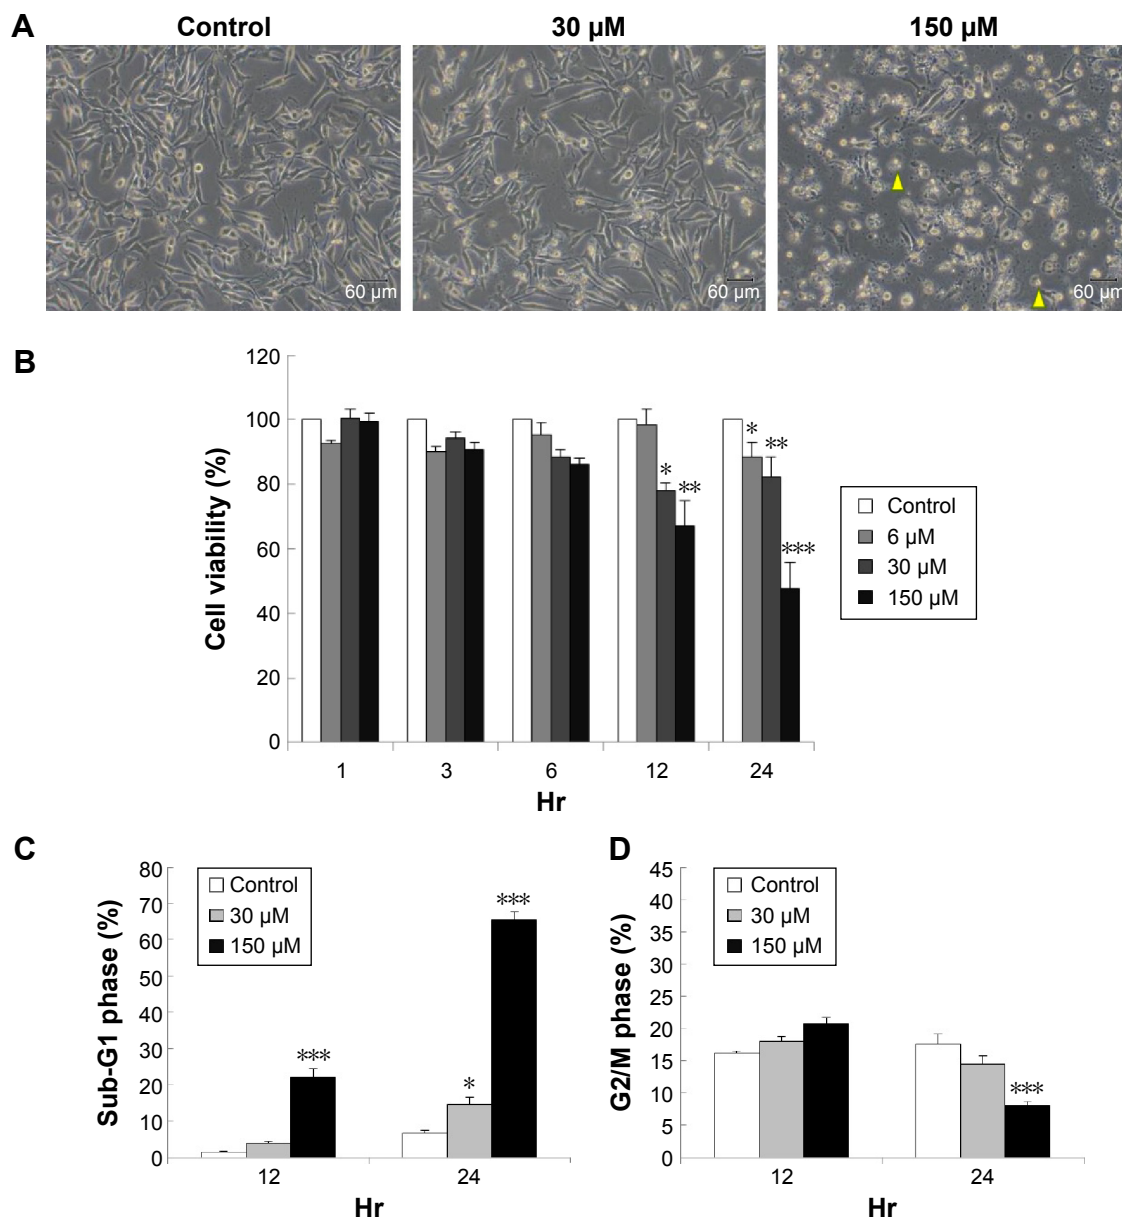 A
Control
30 µM
150 µM
60 µm
60 µm
60 µm
B
Cell viability (%)
120
100
80
60
40
20
0
*
**
*
**
***
1
3
6
12
24
Hr
Control
6 µM
30 µM
150 µM
C
Sub-G1 phase (%)
80
70
60
50
40
30
20
10
0
Control
30 µM
150 µM
***
*
***
12
24
Hr
D
G2/M phase (%)
45
40
35
30
25
20
15
10
5
0
Control
30 µM
150 µM
***
12
24
Hr